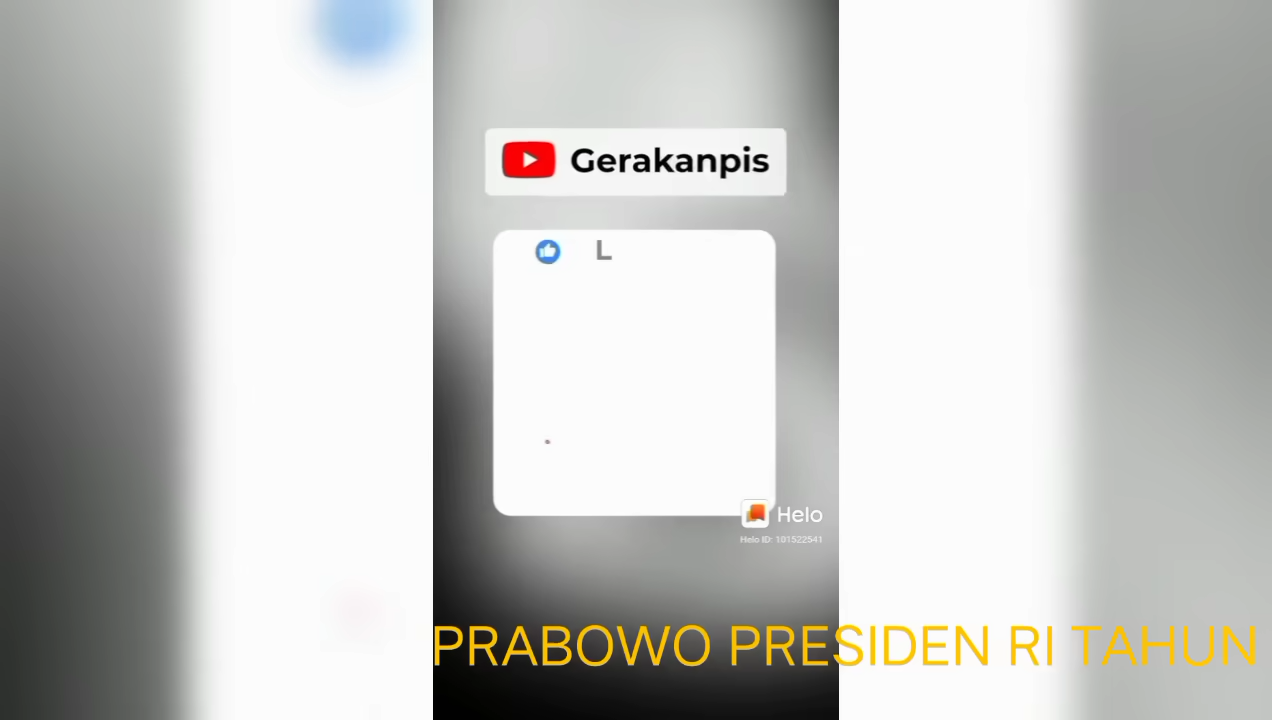 Gerakanpis
L
Helo
Helo ID: 101522541
PRABOWO PRESIDEN RI TAHUN